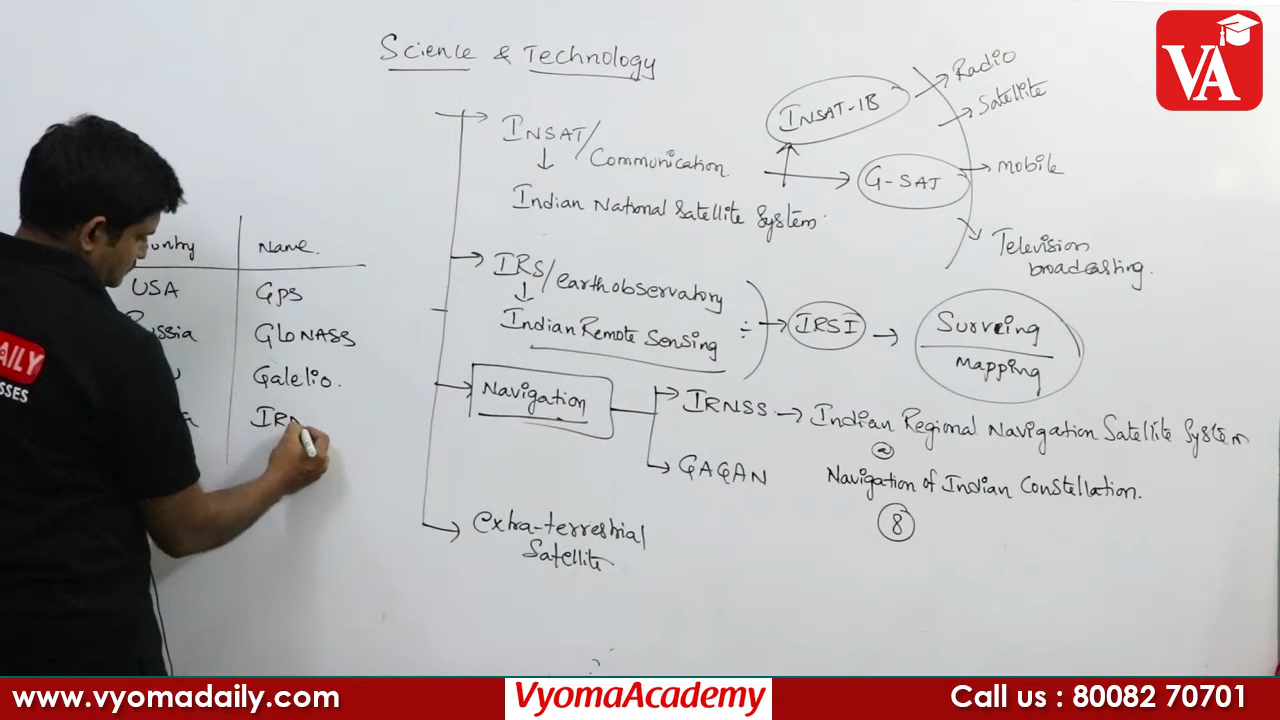 Science & Technology
VA
INSAT-1B
Radio
Satellite
INSAT/
Communication
G-SAT
mobile
Indian National Satellite System
Television
broadcasting.
Name.
USA
GPS
GLONASS
Galelio.
IRN
IRS/earth observatory
Indian Remote Sensing
IRSI
Surveing
mapping
Navigation
IRNSS
Indian Regional Navigation Satellite System
GAGAN
Navigation of Indian Constellation.
8
extra-terrestrial
Satellite
www.vyomadaily.com
VyomaAcademy
Call us : 80082 70701